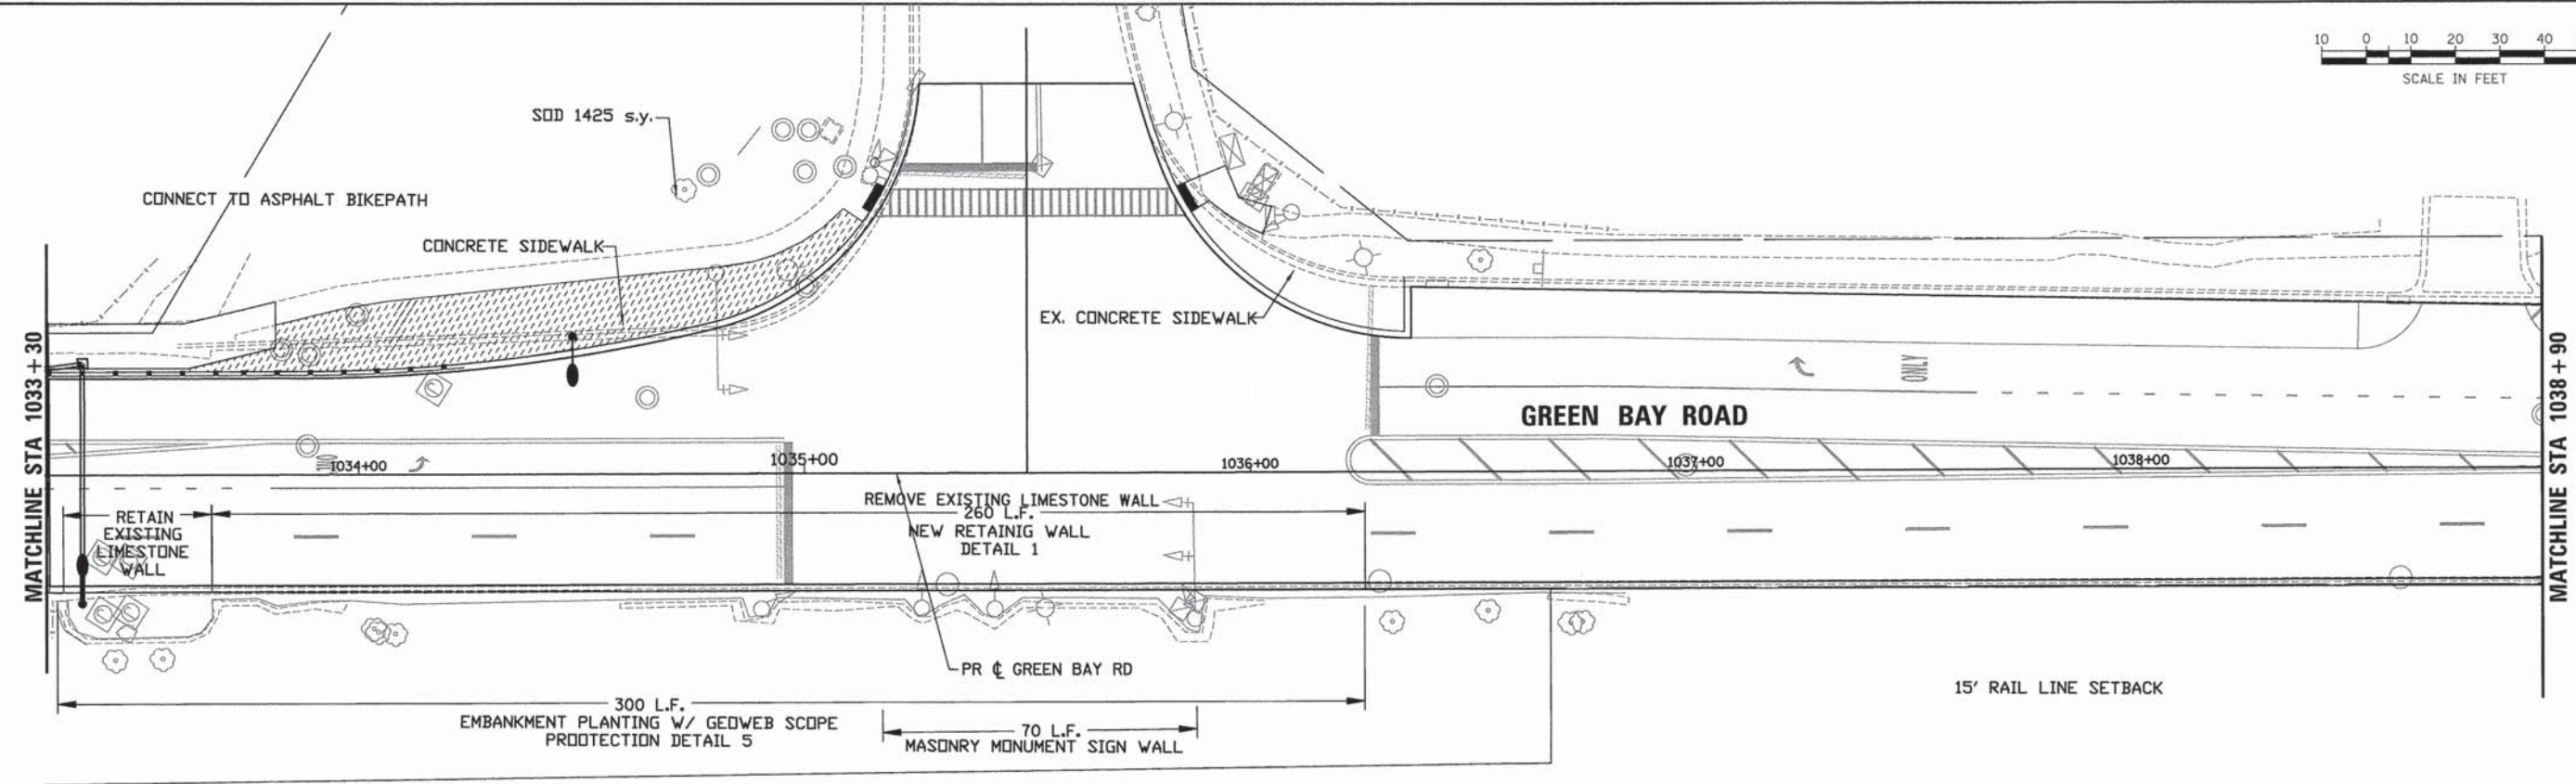 10 0 10 20 30 40
SCALE IN FEET
SOD 1425 s.y.
CONNECT TO ASPHALT BIKEPATH
CONCRETE SIDEWALK
EX. CONCRETE SIDEWALK
MATCHLINE STA 1033+30
MATCHLINE STA 1038+90
ONLY
GREEN BAY ROAD
1034+00
1035+00
1036+00
1037+00
1038+00
REMOVE EXISTING LIMESTONE WALL
260 L.F.
NEW RETAINIG WALL
DETAIL 1
RETAIN
EXISTING
LIMESTONE
WALL
PR ℄ GREEN BAY RD
15' RAIL LINE SETBACK
300 L.F.
EMBANKMENT PLANTING W/ GEOWEB SCOPE
PROOTECTION DETAIL 5
70 L.F.
MASONRY MONUMENT SIGN WALL